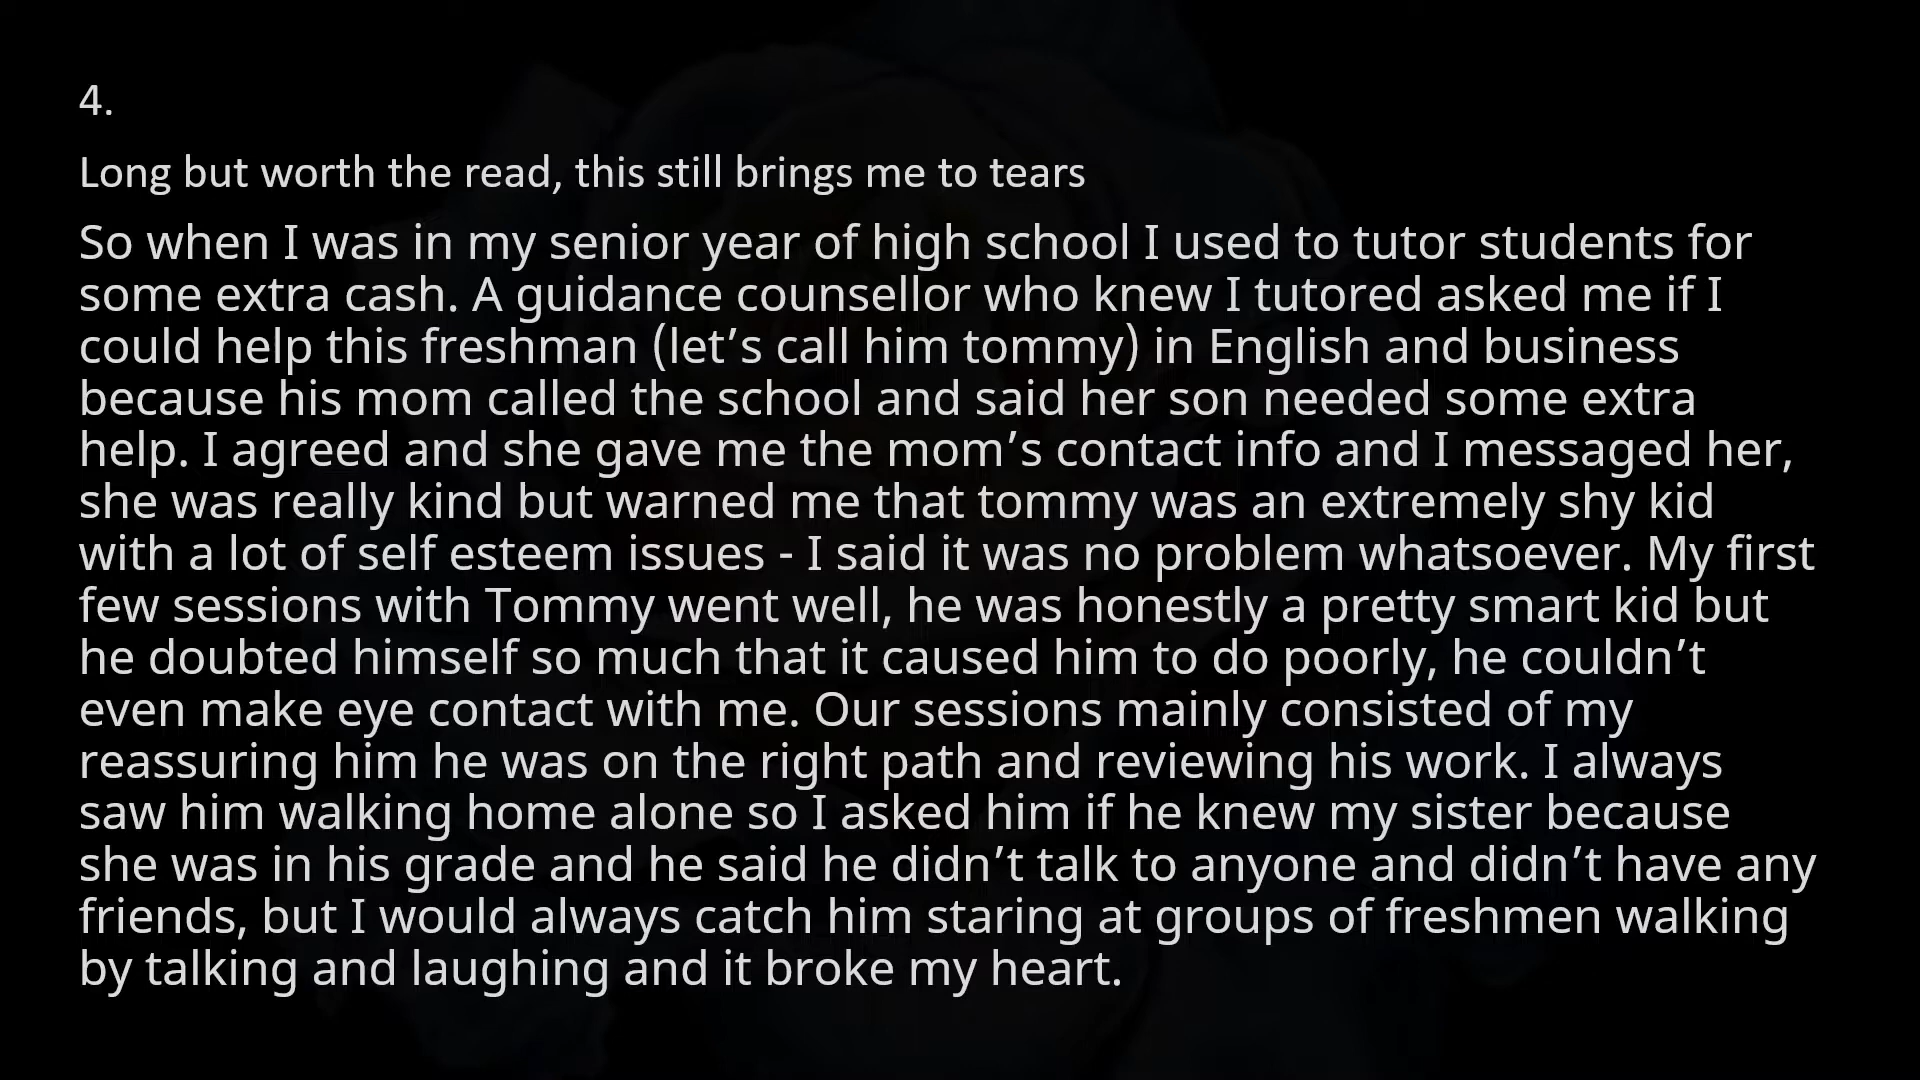 4.
Long but worth the read, this still brings me to tears
So when I was in my senior year of high school I used to tutor students for
some extra cash. A guidance counsellor who knew I tutored asked me if I
could help this freshman (let’s call him tommy) in English and business
because his mom called the school and said her son needed some extra
help. I agreed and she gave me the mom’s contact info and I messaged her,
she was really kind but warned me that tommy was an extremely shy kid
with a lot of self esteem issues - I said it was no problem whatsoever. My first
few sessions with Tommy went well, he was honestly a pretty smart kid but
he doubted himself so much that it caused him to do poorly, he couldn’t
even make eye contact with me. Our sessions mainly consisted of my
reassuring him he was on the right path and reviewing his work. I always
saw him walking home alone so I asked him if he knew my sister because
she was in his grade and he said he didn’t talk to anyone and didn’t have any
friends, but I would always catch him staring at groups of freshmen walking
by talking and laughing and it broke my heart.